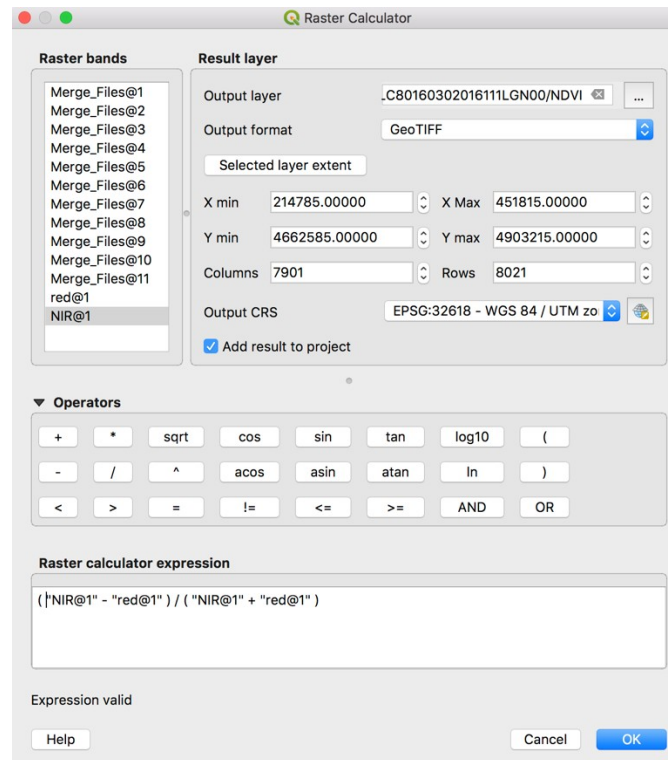 Raster Calculator
Raster bands
Merge_Files@1
Merge_Files@2
Merge_Files@3
Merge_Files@4
Merge_Files@5
Merge_Files@6
Merge_Files@7
Merge_Files@8
Merge_Files@9
Merge_Files@10
Merge_Files@11
red@1
NIR@1
Result layer
Output layer .C80160302016111LGN00/NDVI ...
Output format GeoTIFF
Selected layer extent
X min 214785.00000 X Max 451815.00000
Y min 4662585.00000 Y max 4903215.00000
Columns 7901 Rows 8021
Output CRS EPSG:32618 - WGS 84 / UTM zo
Add result to project
Operators
+ * sqrt cos sin tan log10 (
- / ^ acos asin atan ln )
< > = != <= >= AND OR
Raster calculator expression
( "NIR@1" - "red@1" ) / ( "NIR@1" + "red@1" )
Expression valid
Help Cancel OK